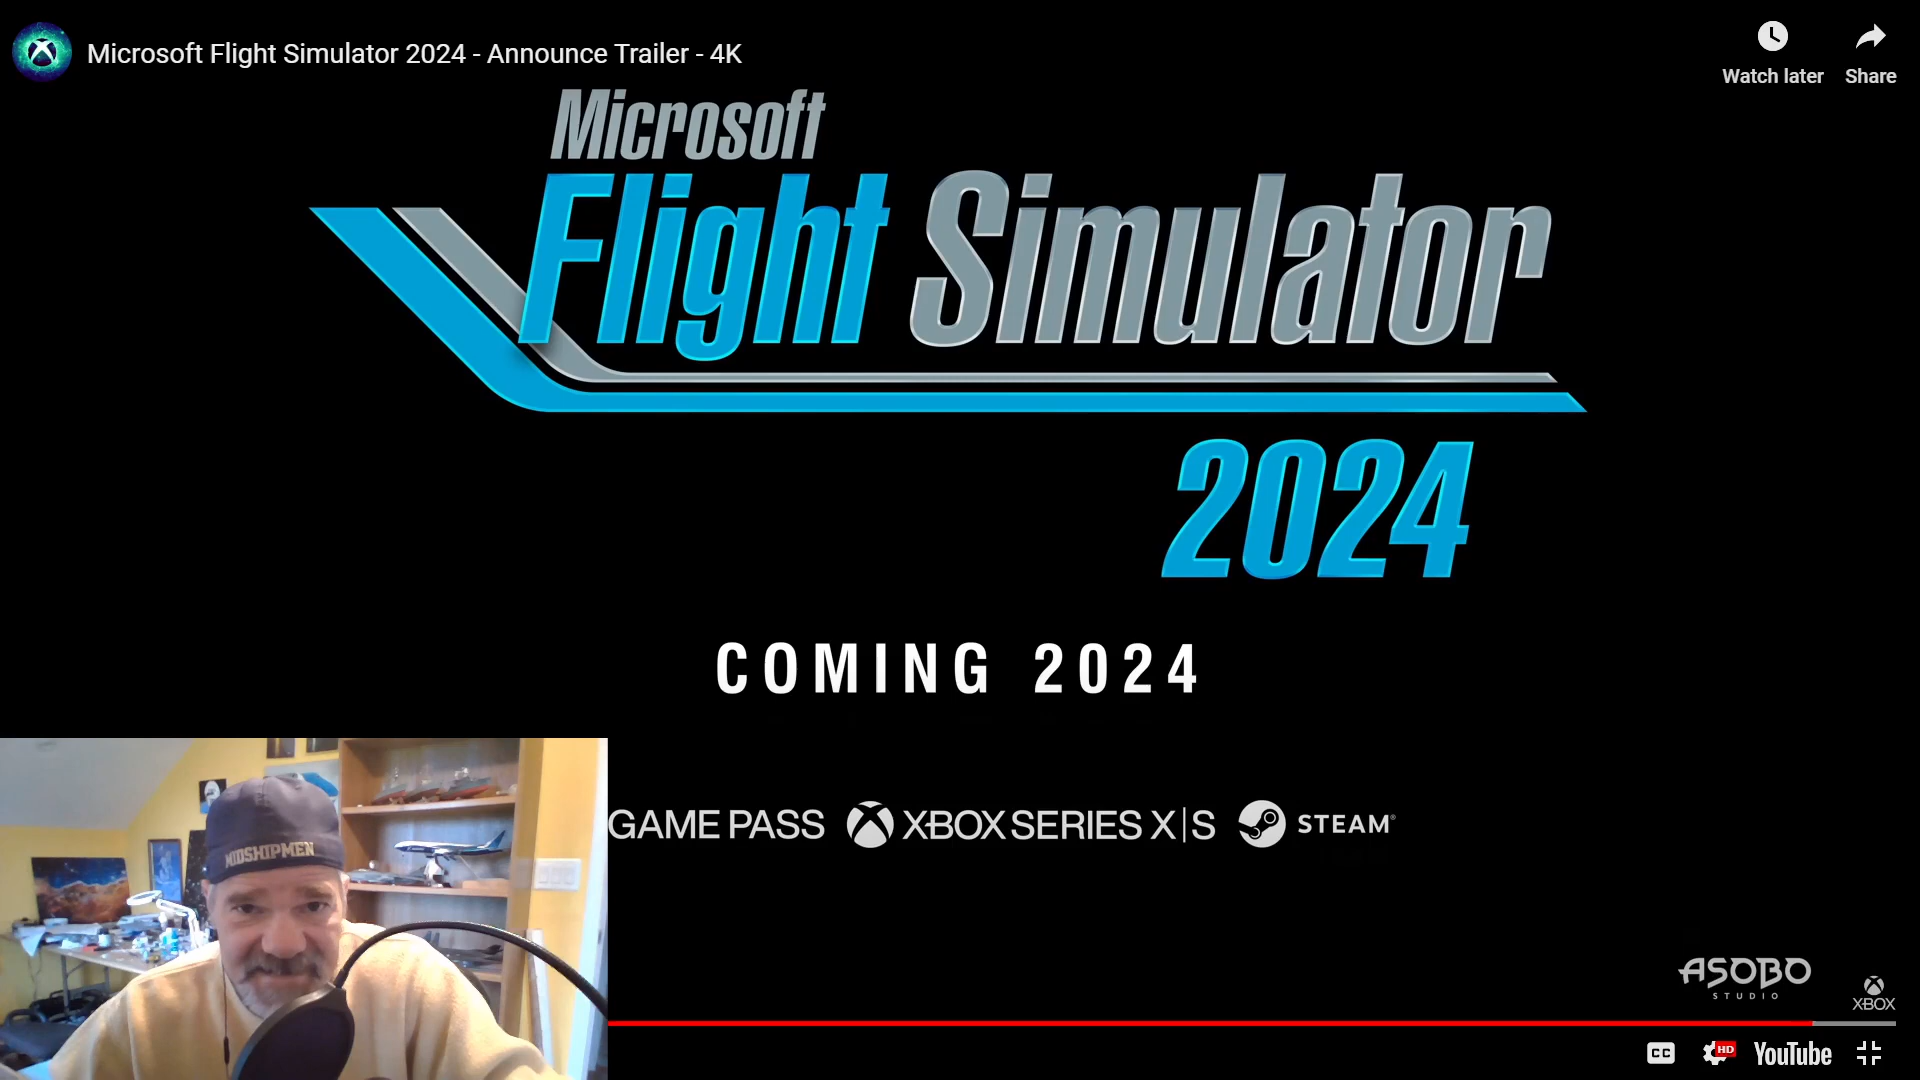 Microsoft Flight Simulator 2024 - Announce Trailer - 4K
Watch later
Share
Microsoft
Flight Simulator
2024
COMING 2024
GAME PASS XBOX SERIES X|S STEAM®
MIDSHIPMEN
ASOBO
STUDIO
XBOX
CC
HD
YouTube